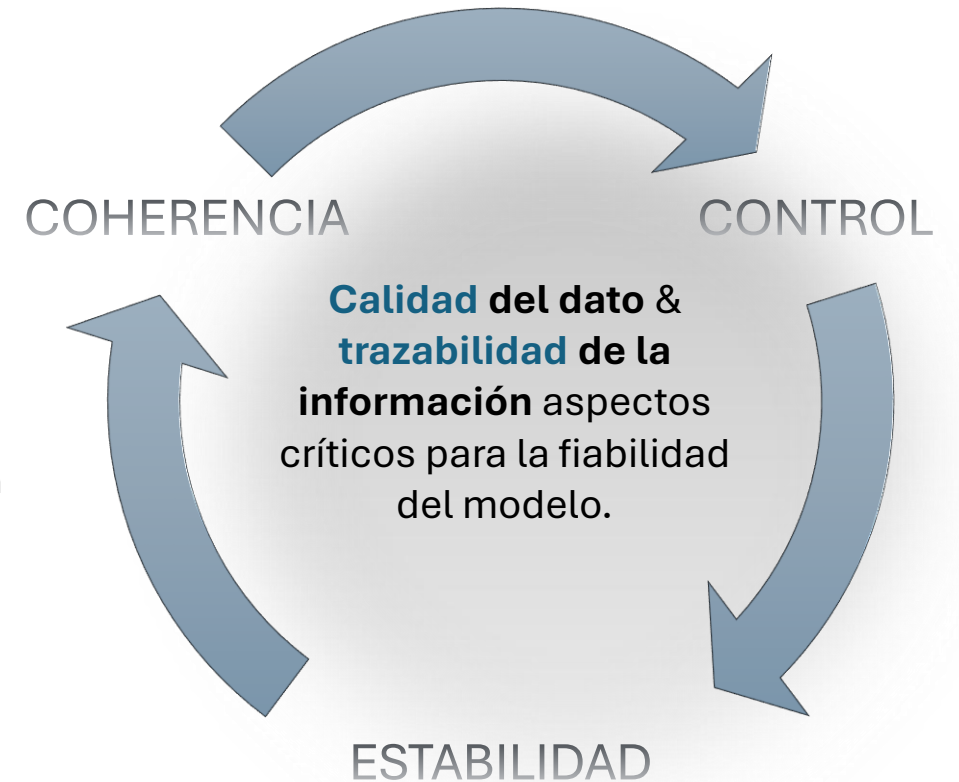 COHERENCIA
CONTROL
Calidad del dato &
trazabilidad de la
información aspectos
críticos para la fiabilidad
del modelo.
ESTABILIDAD